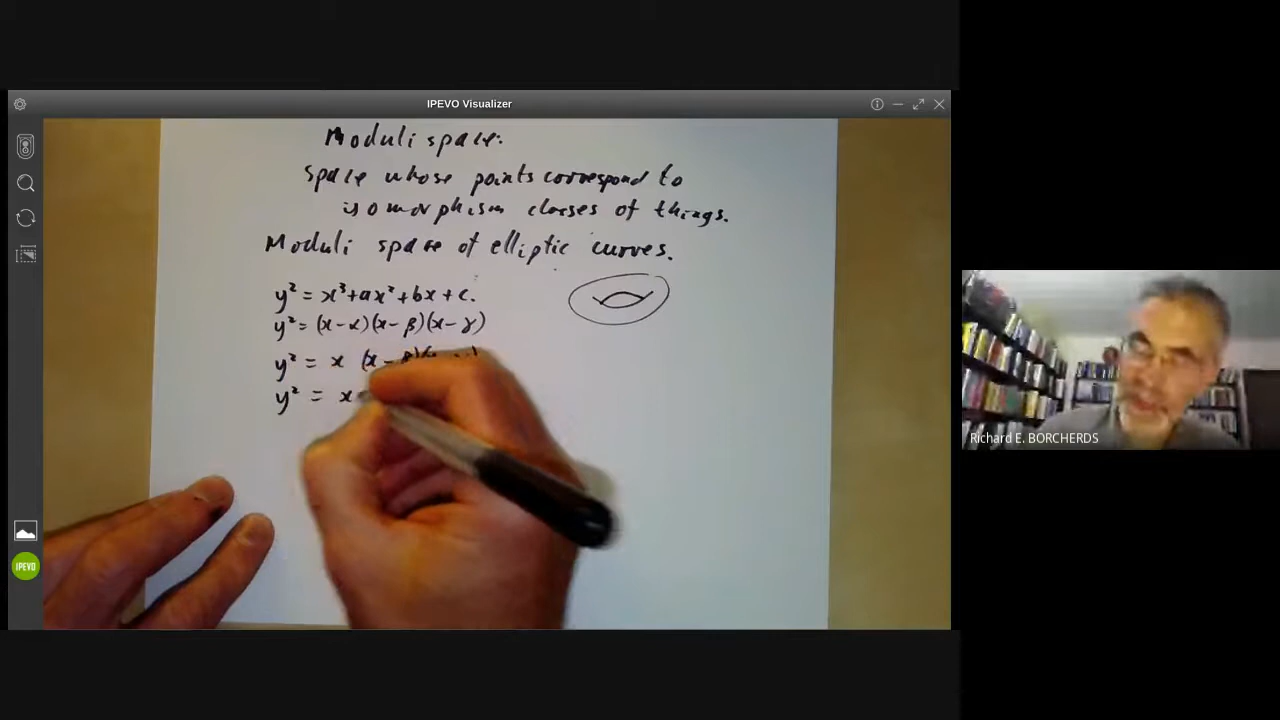 IPEVO Visualizer
Moduli space:
Space whose points correspond to
isomorphism classes of things.
Moduli space of elliptic curves.
y² = x³+ax²+bx+c.
y² = (x-α)(x-β)(x-γ)
y² = x (x-β)(
y² = x
IPEVO
Richard E. BORCHERDS